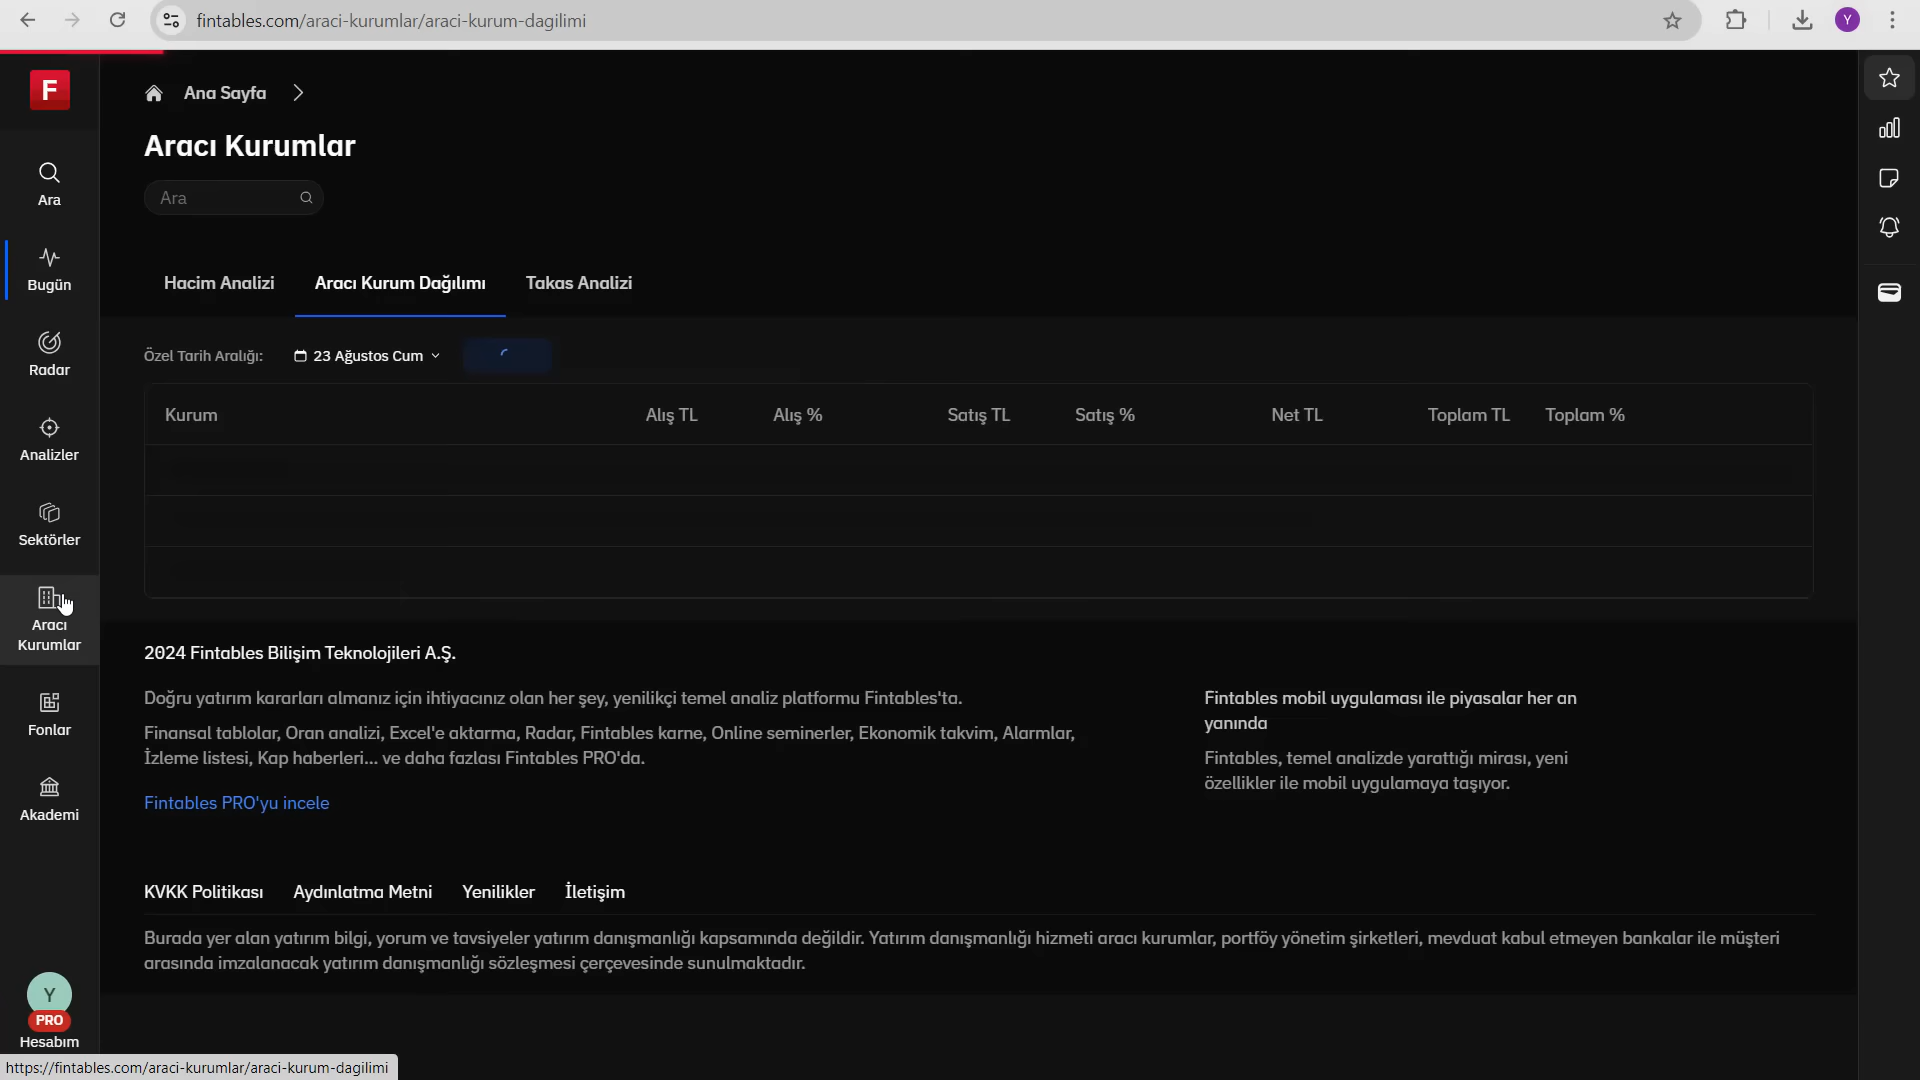 fintables.com/araci-kurumlar/araci-kurum-dagilimi
Y
F
Ana Sayfa
Aracı Kurumlar
Ara
Ara
Bugün
Radar
Analizler
Sektörler
Aracı
Kurumlar
Fonlar
Akademi
Y
PRO
Hesabım
Hacim Analizi
Aracı Kurum Dağılımı
Takas Analizi
Özel Tarih Aralığı:
23 Ağustos Cum
Kurum
Alış TL
Alış %
Satış TL
Satış %
Net TL
Toplam TL
Toplam %
2024 Fintables Bilişim Teknolojileri A.Ş.
Doğru yatırım kararları almanız için ihtiyacınız olan her şey, yenilikçi temel analiz platformu Fintables'ta.
Finansal tablolar, Oran analizi, Excel'e aktarma, Radar, Fintables karne, Online seminerler, Ekonomik takvim, Alarmlar,
İzleme listesi, Kap haberleri... ve daha fazlası Fintables PRO'da.
Fintables PRO'yu incele
Fintables mobil uygulaması ile piyasalar her an
yanında
Fintables, temel analizde yarattığı mirası, yeni
özellikler ile mobil uygulamaya taşıyor.
KVKK Politikası
Aydınlatma Metni
Yenilikler
İletişim
Burada yer alan yatırım bilgi, yorum ve tavsiyeler yatırım danışmanlığı kapsamında değildir. Yatırım danışmanlığı hizmeti aracı kurumlar, portföy yönetim şirketleri, mevduat kabul etmeyen bankalar ile müşteri
arasında imzalanacak yatırım danışmanlığı sözleşmesi çerçevesinde sunulmaktadır.
https://fintables.com/araci-kurumlar/araci-kurum-dagilimi